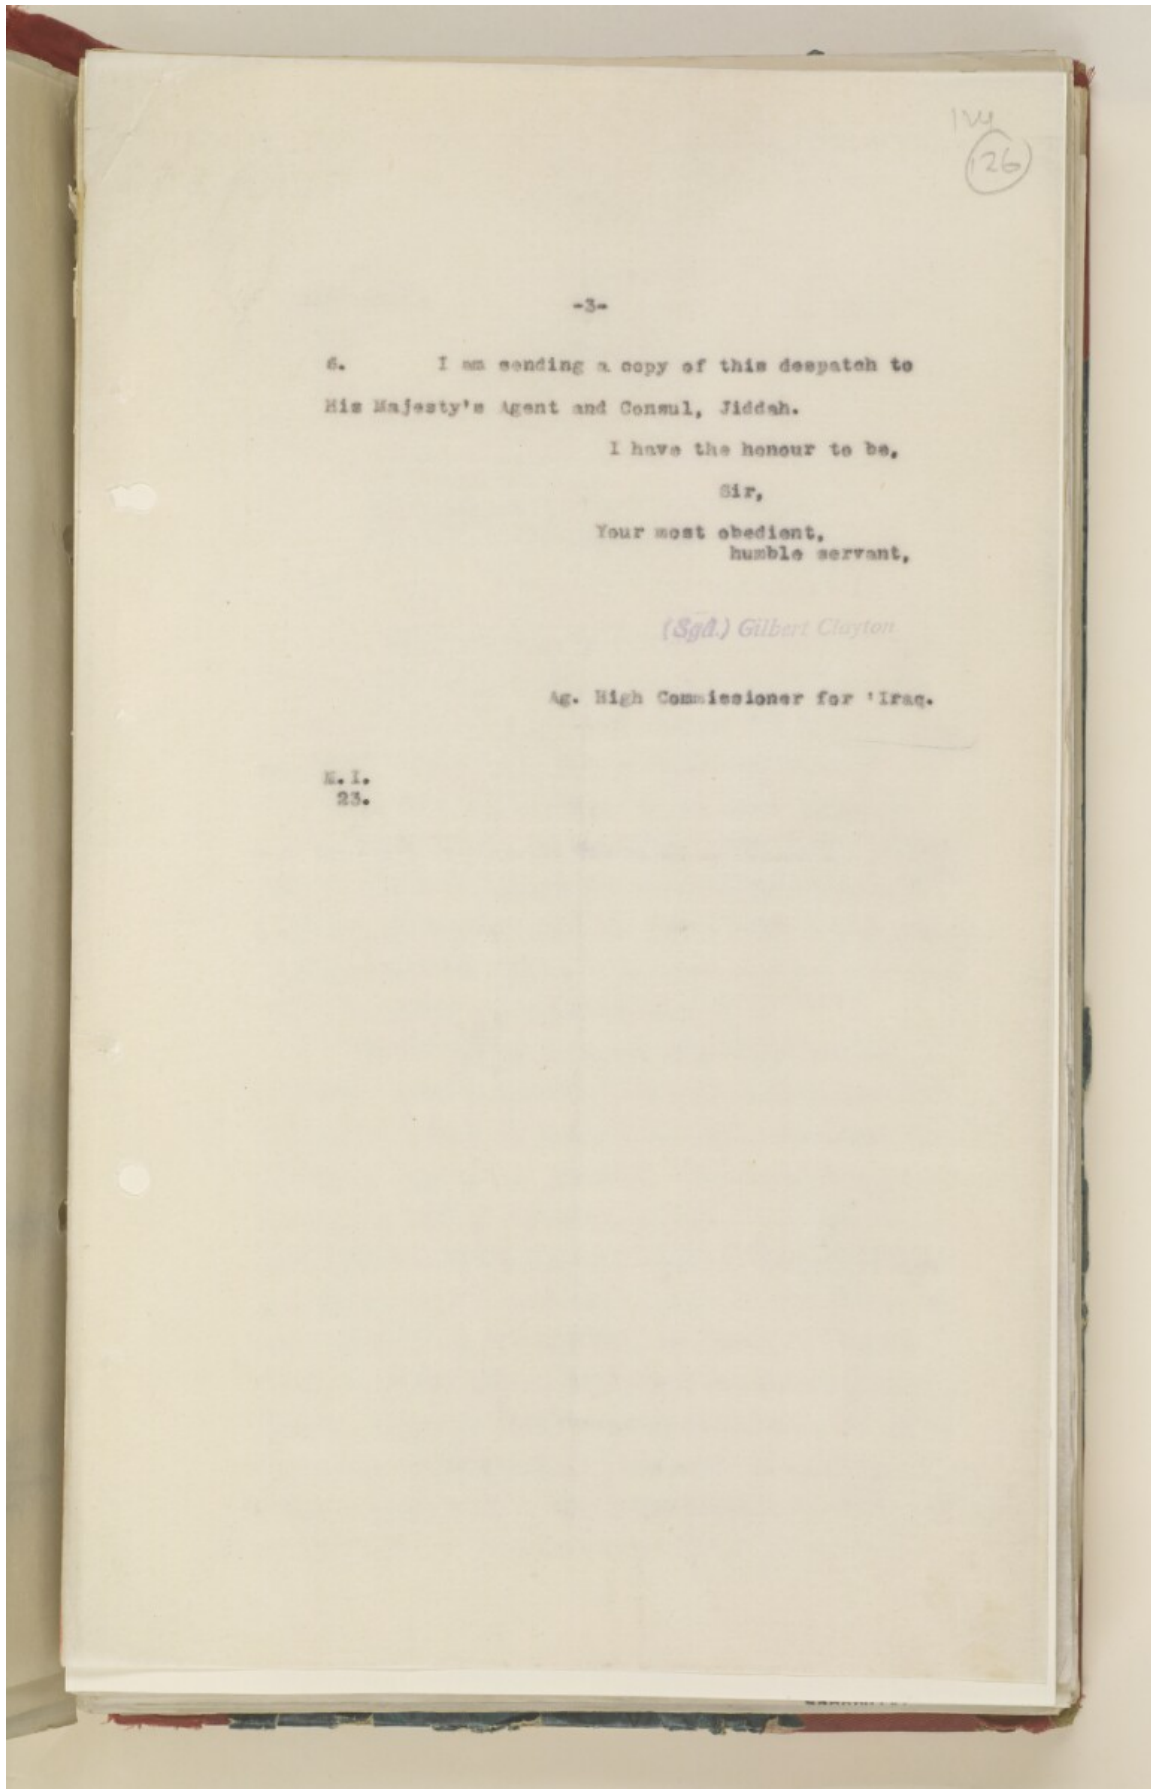 126
-3-
6. I am sending a copy of this despatch to
His Majesty's Agent and Consul, Jiddah.
I have the honour to be,
Sir,
Your most obedient,
humble servant,
(Sgd.) Gilbert Clayton
Ag. High Commissioner for 'Iraq.
M.I.
23.